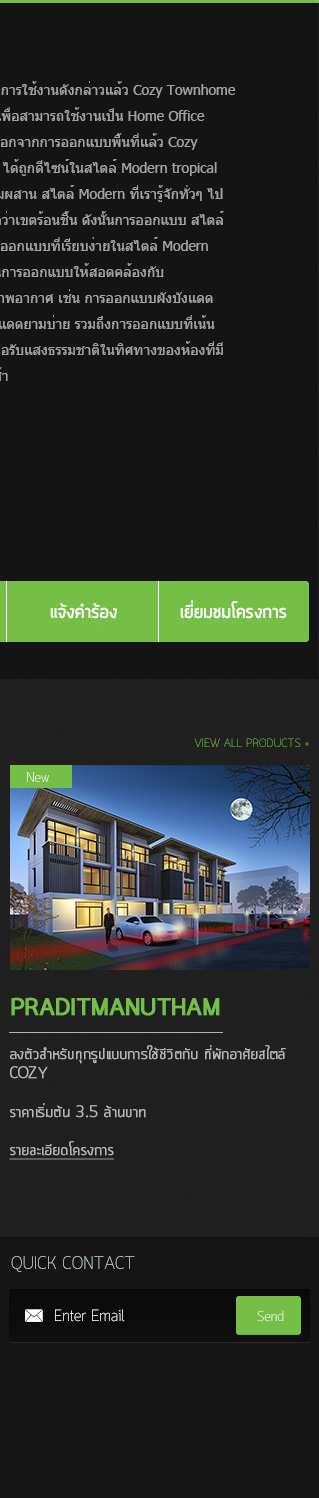 การใช้งานดังกล่าวแล้ว Cozy Townhome
เพื่อสามารถใช้งานเป็น Home Office
อกจากการออกแบบพื้นที่แล้ว Cozy
ได้ถูกดีไซน์ในสไตล์ Modern tropical
มผสาน สไตล์ Modern ที่เรารู้จักทั่วๆ ไป
ว่าเขตร้อนชื้น ดังนั้นการออกแบบ สไตล์
ออกแบบที่เรียบง่ายในสไตล์ Modern
การออกแบบให้สอดคล้องกับ
าพอากาศ เช่น การออกแบบผังบังแดด
แดดยามบ่าย รวมถึงการออกแบบที่เน้น
อรับแสงธรรมชาติในทิศทางของห้องที่มี
แจ้งคำร้อง
เยี่ยมชมโครงการ
VIEW ALL PRODUCTS
New
PRADITMANUTHAM
ลงตัวสำหรับทุกรูปแบบการใช้ชีวิตกับ ที่พักอาศัยสไตล์
COZY
ราคาเริ่มต้น 3.5 ล้านบาท
รายละเอียดโครงการ
QUICK CONTACT
Enter Email
Send